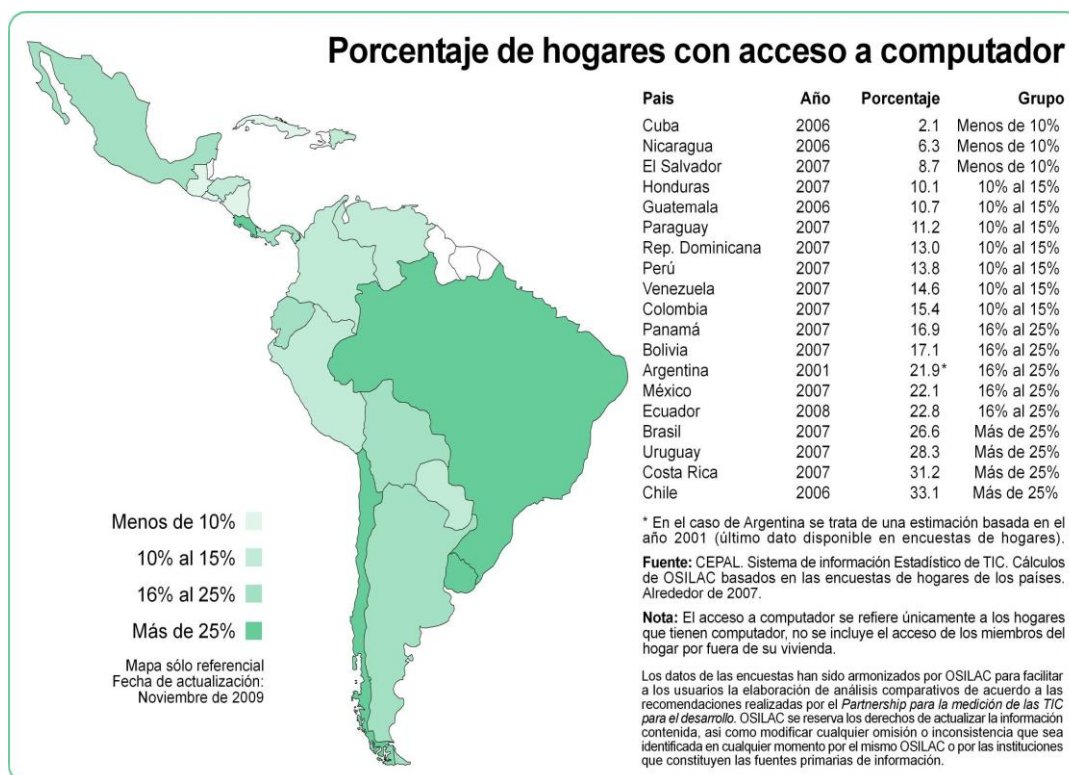 Porcentaje de hogares con acceso a computador
Pais Año Porcentaje Grupo
Cuba 2006 2.1 Menos de 10%
Nicaragua 2006 6.3 Menos de 10%
El Salvador 2007 8.7 Menos de 10%
Honduras 2007 10.1 10% al 15%
Guatemala 2006 10.7 10% al 15%
Paraguay 2007 11.2 10% al 15%
Rep. Dominicana 2007 13.0 10% al 15%
Perú 2007 13.8 10% al 15%
Venezuela 2007 14.6 10% al 15%
Colombia 2007 15.4 10% al 15%
Panamá 2007 16.9 16% al 25%
Bolivia 2007 17.1 16% al 25%
Argentina 2001 21.9* 16% al 25%
México 2007 22.1 16% al 25%
Ecuador 2008 22.8 16% al 25%
Brasil 2007 26.6 Más de 25%
Uruguay 2007 28.3 Más de 25%
Costa Rica 2007 31.2 Más de 25%
Chile 2006 33.1 Más de 25%
* En el caso de Argentina se trata de una estimación basada en el
año 2001 (último dato disponible en encuestas de hogares).
Fuente: CEPAL. Sistema de información Estadístico de TIC. Cálculos
de OSILAC basados en las encuestas de hogares de los países.
Alrededor de 2007.
Nota: El acceso a computador se refiere únicamente a los hogares
que tienen computador, no se incluye el acceso de los miembros del
hogar por fuera de su vivienda.
Los datos de las encuestas han sido armonizados por OSILAC para facilitar
a los usuarios la elaboración de análisis comparativos de acuerdo a las
recomendaciones realizadas por el Partnership para la medición de las TIC
para el desarrollo. OSILAC se reserva los derechos de actualizar la información
contenida, asi como modificar cualquier omisión o inconsistencia que sea
identificada en cualquier momento por el mismo OSILAC o por las instituciones
que constituyen las fuentes primarias de información.
Menos de 10%
10% al 15%
16% al 25%
Más de 25%
Mapa sólo referencial
Fecha de actualización:
Noviembre de 2009